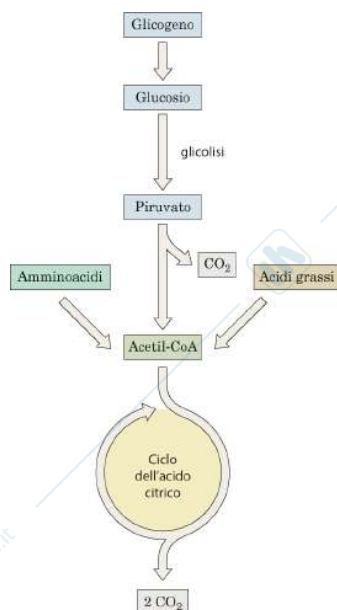 Glicogeno
Glucosio
glicolisi
Piruvato
CO₂
Amminoacidi
Acidi grassi
Acetil-CoA
Ciclo
dell'acido
citrico
2 CO₂